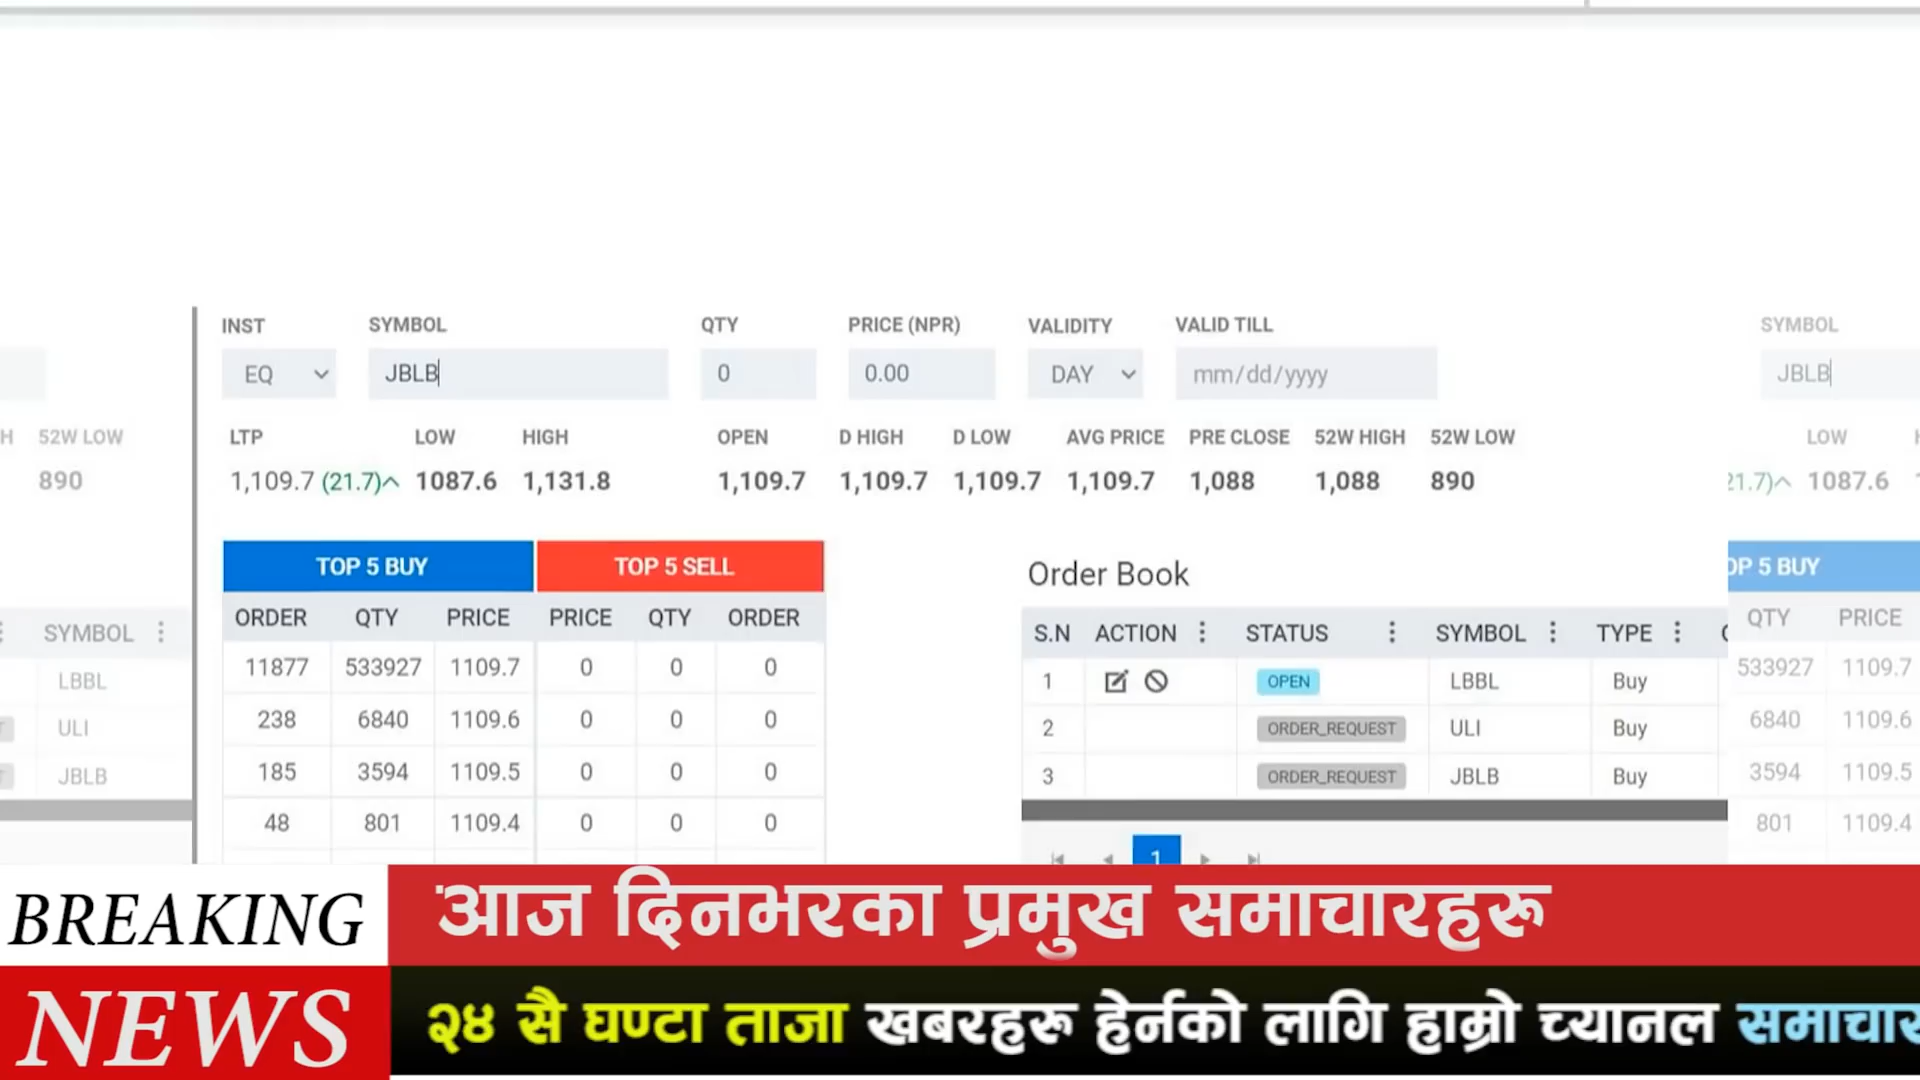 INST SYMBOL QTY PRICE (NPR) VALIDITY VALID TILL SYMBOL
EQ JBLB 0 0.00 DAY mm/dd/yyyy JBLB
H 52W LOW LTP LOW HIGH OPEN D HIGH D LOW AVG PRICE PRE CLOSE 52W HIGH 52W LOW LOW
890 1,109.7 (21.7) 1087.6 1,131.8 1,109.7 1,109.7 1,109.7 1,109.7 1,088 1,088 890 21.7) 1087.6
TOP 5 BUY TOP 5 SELL OP 5 BUY
ORDER QTY PRICE PRICE QTY ORDER QTY PRICE
11877 533927 1109.7 0 0 0 533927 1109.7
238 6840 1109.6 0 0 0 6840 1109.6
185 3594 1109.5 0 0 0 3594 1109.5
48 801 1109.4 0 0 0 801 1109.4
Order Book
SYMBOL S.N ACTION STATUS SYMBOL TYPE
LBBL 1 OPEN LBBL Buy
ULI 2 ORDER_REQUEST ULI Buy
JBLB 3 ORDER_REQUEST JBLB Buy
1
BREAKING
NEWS
आज दिनभरका प्रमुख समाचारहरू
२४ सै घण्टा ताजा खबरहरू हेर्नको लागि हाम्रो च्यानल समाचार